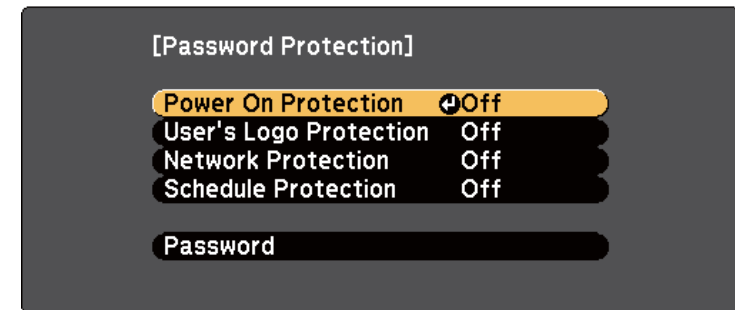 [Password Protection]
Power On Protection Off
User's Logo Protection Off
Network Protection Off
Schedule Protection Off
Password